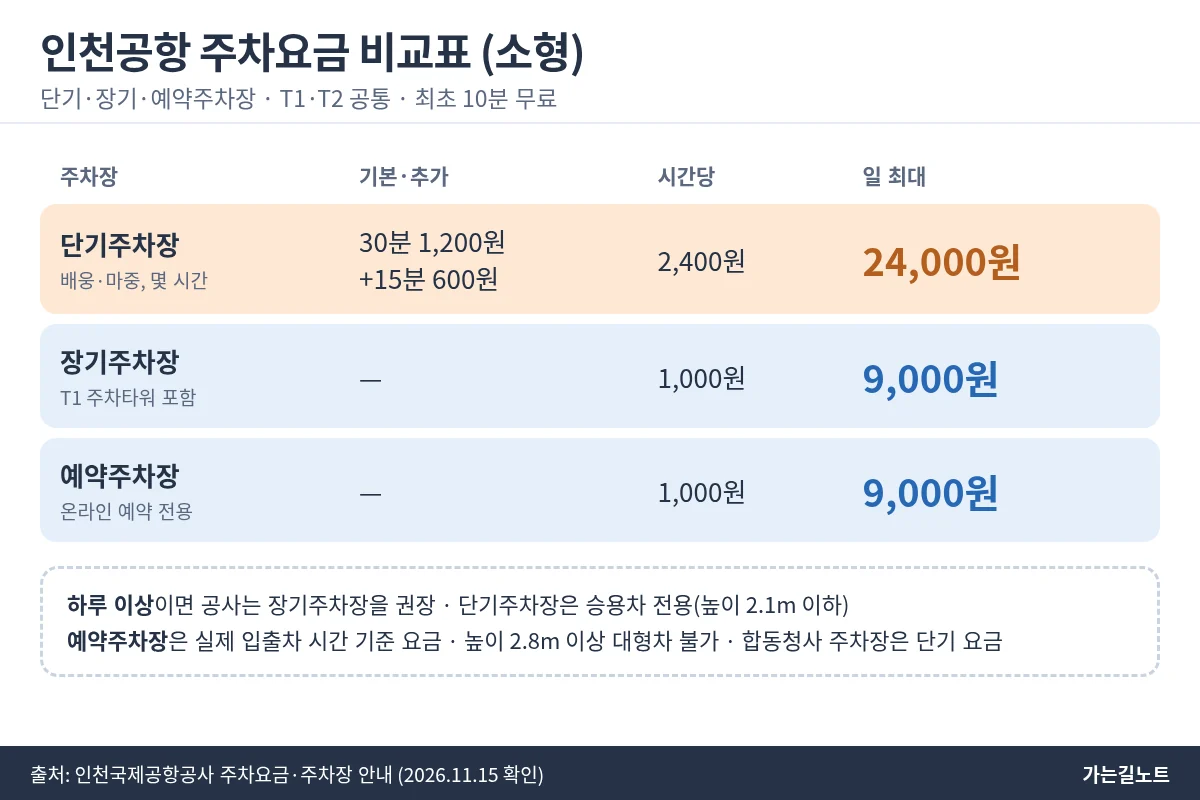 인천공항 주차요금 비교표 (소형)
단기·장기·예약주차장 · T1·T2 공통 · 최초 10분 무료
주차장 기본·추가 시간당 일 최대
단기주차장
배웅·마중, 몇 시간
30분 1,200원
+15분 600원
2,400원
24,000원
장기주차장
T1 주차타워 포함
—
1,000원
9,000원
예약주차장
온라인 예약 전용
—
1,000원
9,000원
하루 이상이면 공사는 장기주차장을 권장 · 단기주차장은 승용차 전용(높이 2.1m 이하)
예약주차장은 실제 입출차 시간 기준 요금 · 높이 2.8m 이상 대형차 불가 · 합동청사 주차장은 단기 요금
출처: 인천국제공항공사 주차요금·주차장 안내 (2026.11.15 확인)
가는길노트